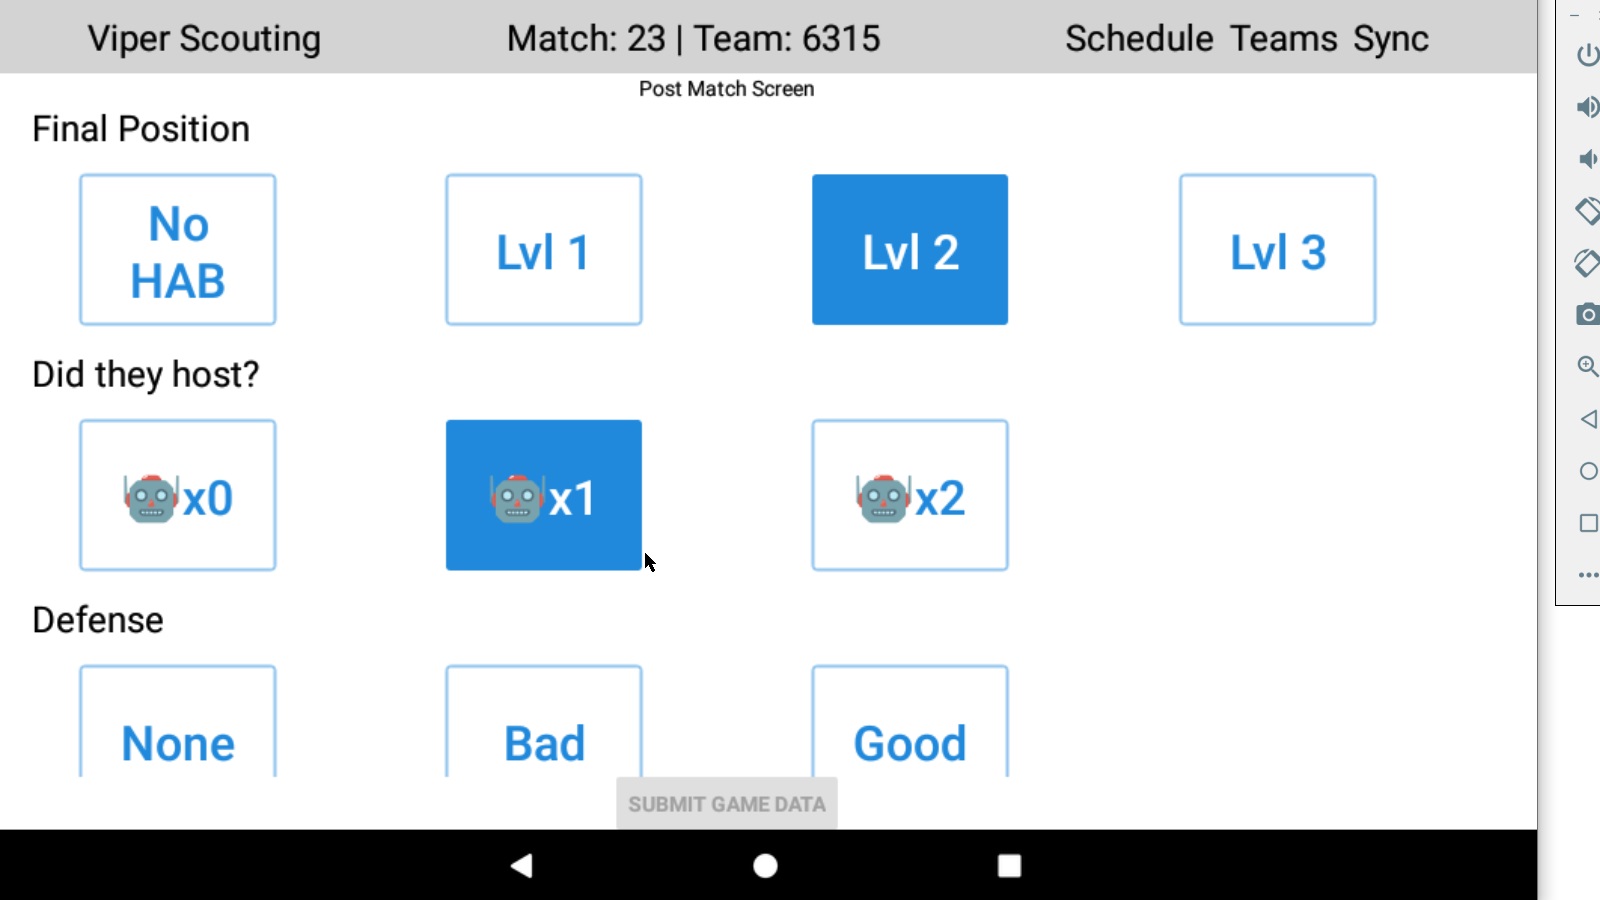 Viper Scouting Match: 23 | Team: 6315 Schedule Teams Sync
Post Match Screen
Final Position
No
HAB
Lvl 1
Lvl 2
Lvl 3
Did they host?
x0
x1
x2
Defense
None
Bad
Good
SUBMIT GAME DATA